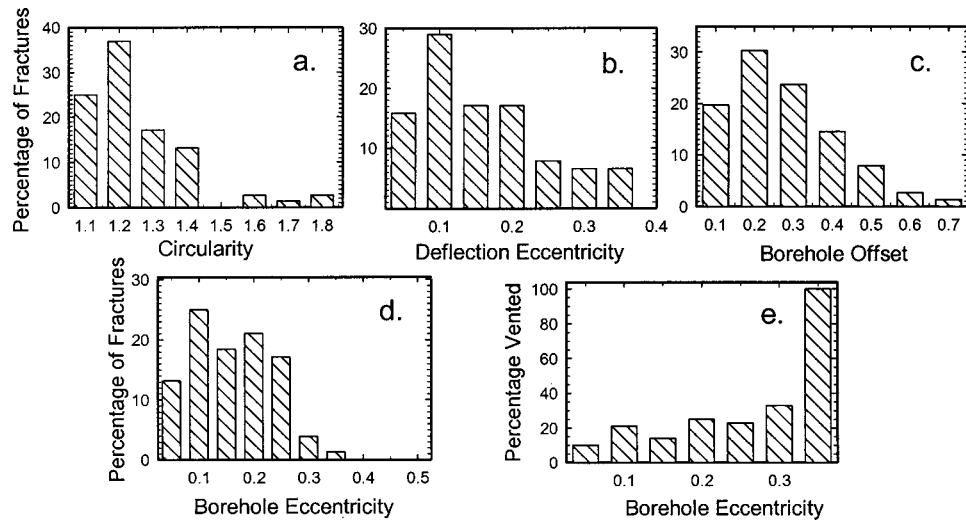 a.
Percentage of Fractures
40
30
20
10
0
1.1 1.2 1.3 1.4 1.5 1.6 1.7 1.8
Circularity
b.
30
20
10
0.1 0.2 0.3 0.4
Deflection Eccentricity
c.
30
20
10
0
0.1 0.2 0.3 0.4 0.5 0.6 0.7
Borehole Offset
d.
Percentage of Fractures
30
20
10
0
0.1 0.2 0.3 0.4 0.5
Borehole Eccentricity
e.
Percentage Vented
100
80
60
40
20
0
0.1 0.2 0.3
Borehole Eccentricity